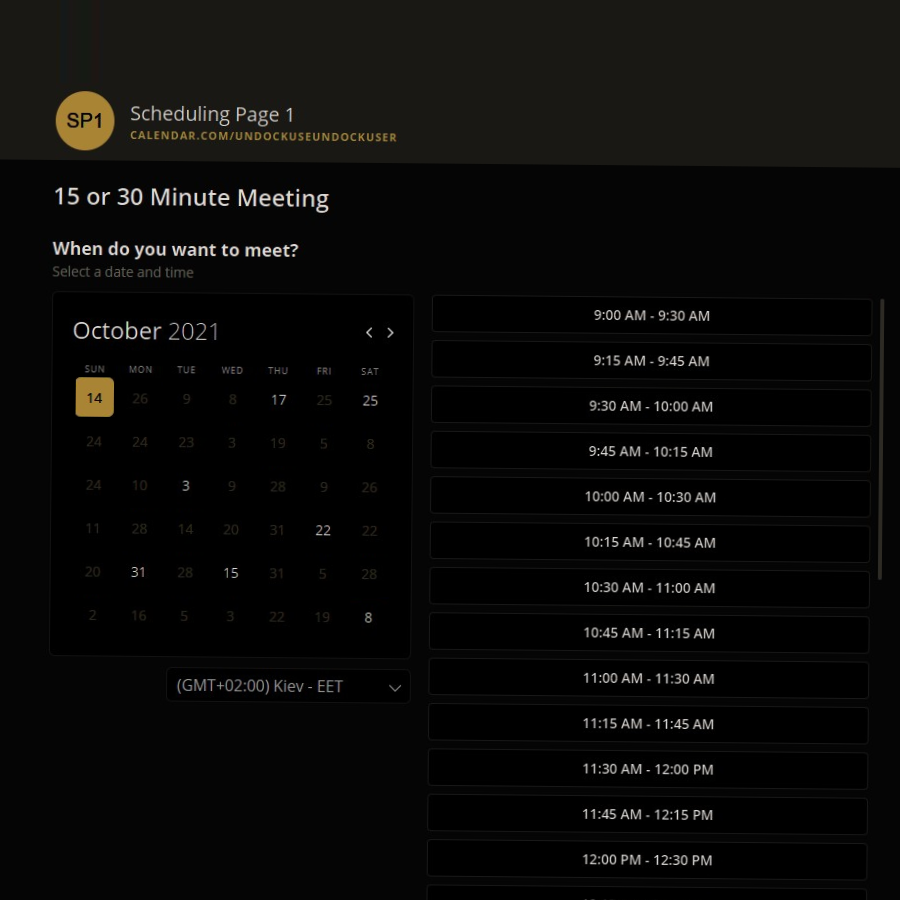 SP1
Scheduling Page 1
CALENDAR.COM/UNDOCKUSEUNDOCKUSER
15 or 30 Minute Meeting
When do you want to meet?
Select a date and time
October 2021
SUN MON TUE WED THU FRI SAT
14 26 9 8 17 25 25
24 24 23 3 19 5 8
24 10 3 9 28 9 26
11 28 14 20 31 22 22
20 31 28 15 31 5 28
2 16 5 3 22 19 8
(GMT+02:00) Kiev - EET
9:00 AM - 9:30 AM
9:15 AM - 9:45 AM
9:30 AM - 10:00 AM
9:45 AM - 10:15 AM
10:00 AM - 10:30 AM
10:15 AM - 10:45 AM
10:30 AM - 11:00 AM
10:45 AM - 11:15 AM
11:00 AM - 11:30 AM
11:15 AM - 11:45 AM
11:30 AM - 12:00 PM
11:45 AM - 12:15 PM
12:00 PM - 12:30 PM